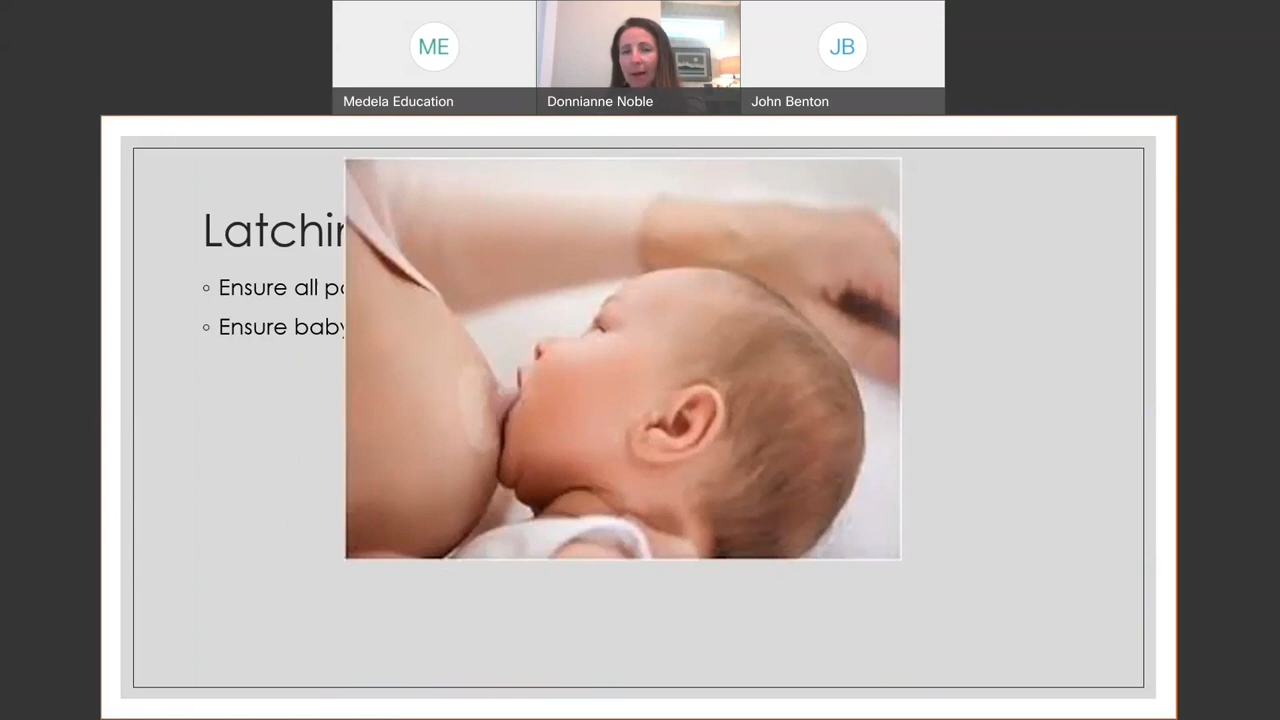 ME
Medela Education
Donnianne Noble
JB
John Benton
Latchin
Ensure all
Ensure baby